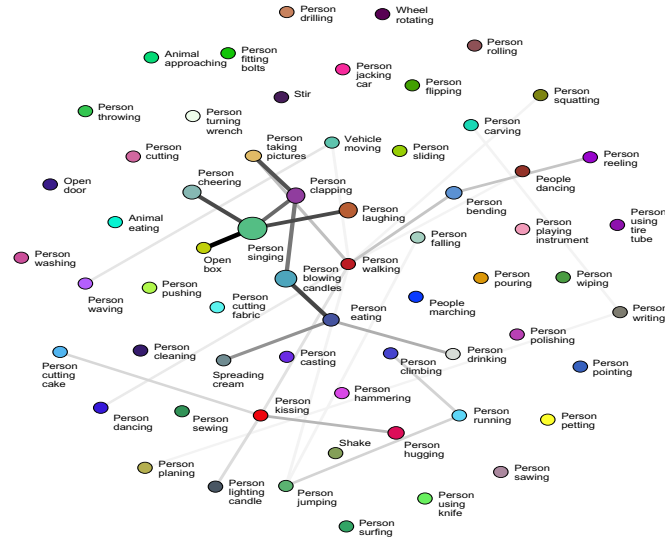 Person
drilling
Wheel
rotating
Person
rolling
Animal
approaching
Person
fitting
bolts
Person
jacking
car
Person
flipping
Person
squatting
Stir
Person
throwing
Person
turning
wrench
Person
carving
Person
cutting
Person
taking
pictures
Vehicle
moving
Person
sliding
Person
reeling
Open
door
Person
cheering
Person
clapping
People
dancing
Person
bending
Person
laughing
Animal
eating
Person
singing
Person
falling
Person
playing
instrument
Person
using
tire
tube
Person
washing
Open
box
Person
walking
Person
waving
Person
pushing
Person
blowing
candles
Person
pouring
Person
wiping
Person
cutting
fabric
People
marching
Person
eating
Person
writing
Person
polishing
Person
cutting
cake
Person
cleaning
Spreading
cream
Person
casting
Person
climbing
Person
drinking
Person
pointing
Person
hammering
Person
dancing
Person
sewing
Person
kissing
Person
running
Person
petting
Person
hugging
Shake
Person
planing
Person
lighting
candle
Person
jumping
Person
sawing
Person
using
knife
Person
surfing